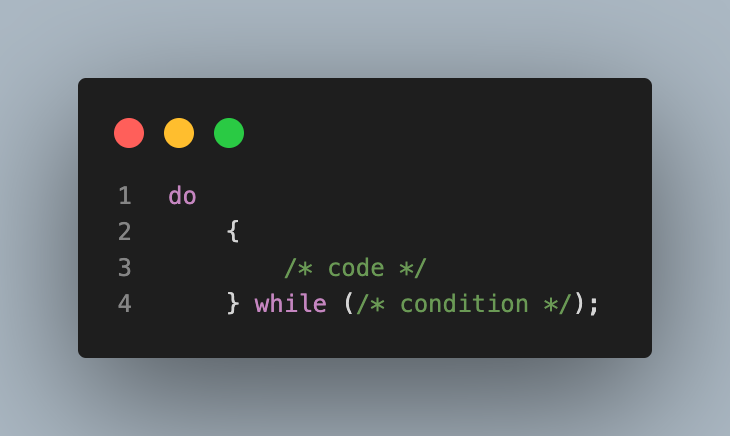 1 do
2     {
3         /* code */
4     } while (/* condition */);